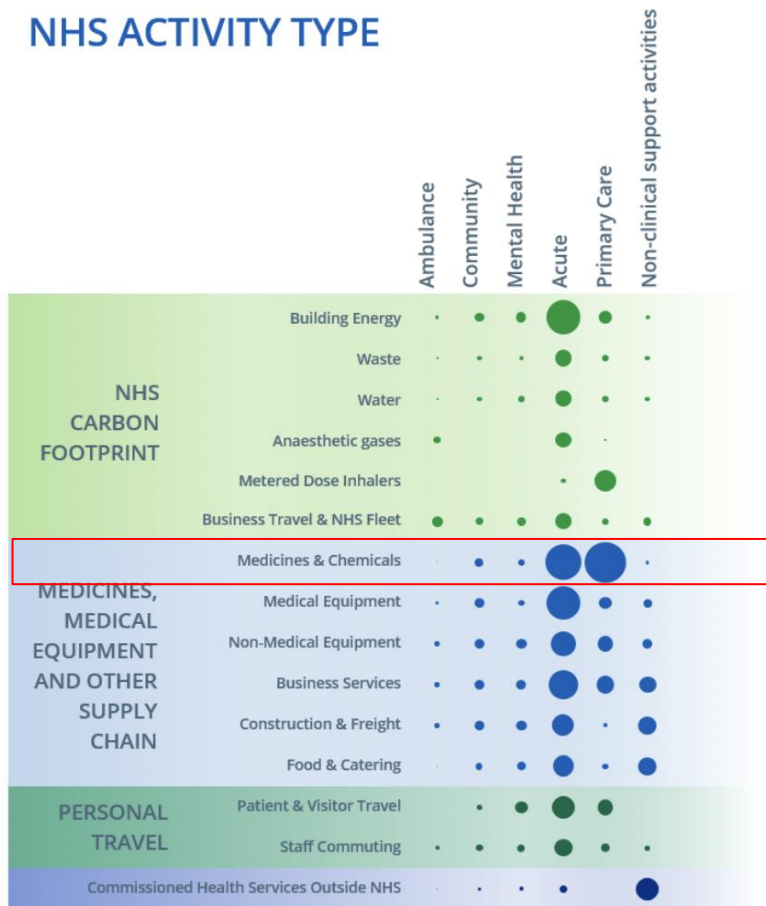 NHS ACTIVITY TYPE
Ambulance
Community
Mental Health
Acute
Primary Care
Non-clinical support activities
NHS
CARBON
FOOTPRINT
Building Energy
Waste
Water
Anaesthetic gases
Metered Dose Inhalers
Business Travel & NHS Fleet
MEDICINES,
MEDICAL
EQUIPMENT
AND OTHER
SUPPLY
CHAIN
Medicines & Chemicals
Medical Equipment
Non-Medical Equipment
Business Services
Construction & Freight
Food & Catering
PERSONAL
TRAVEL
Patient & Visitor Travel
Staff Commuting
Commissioned Health Services Outside NHS